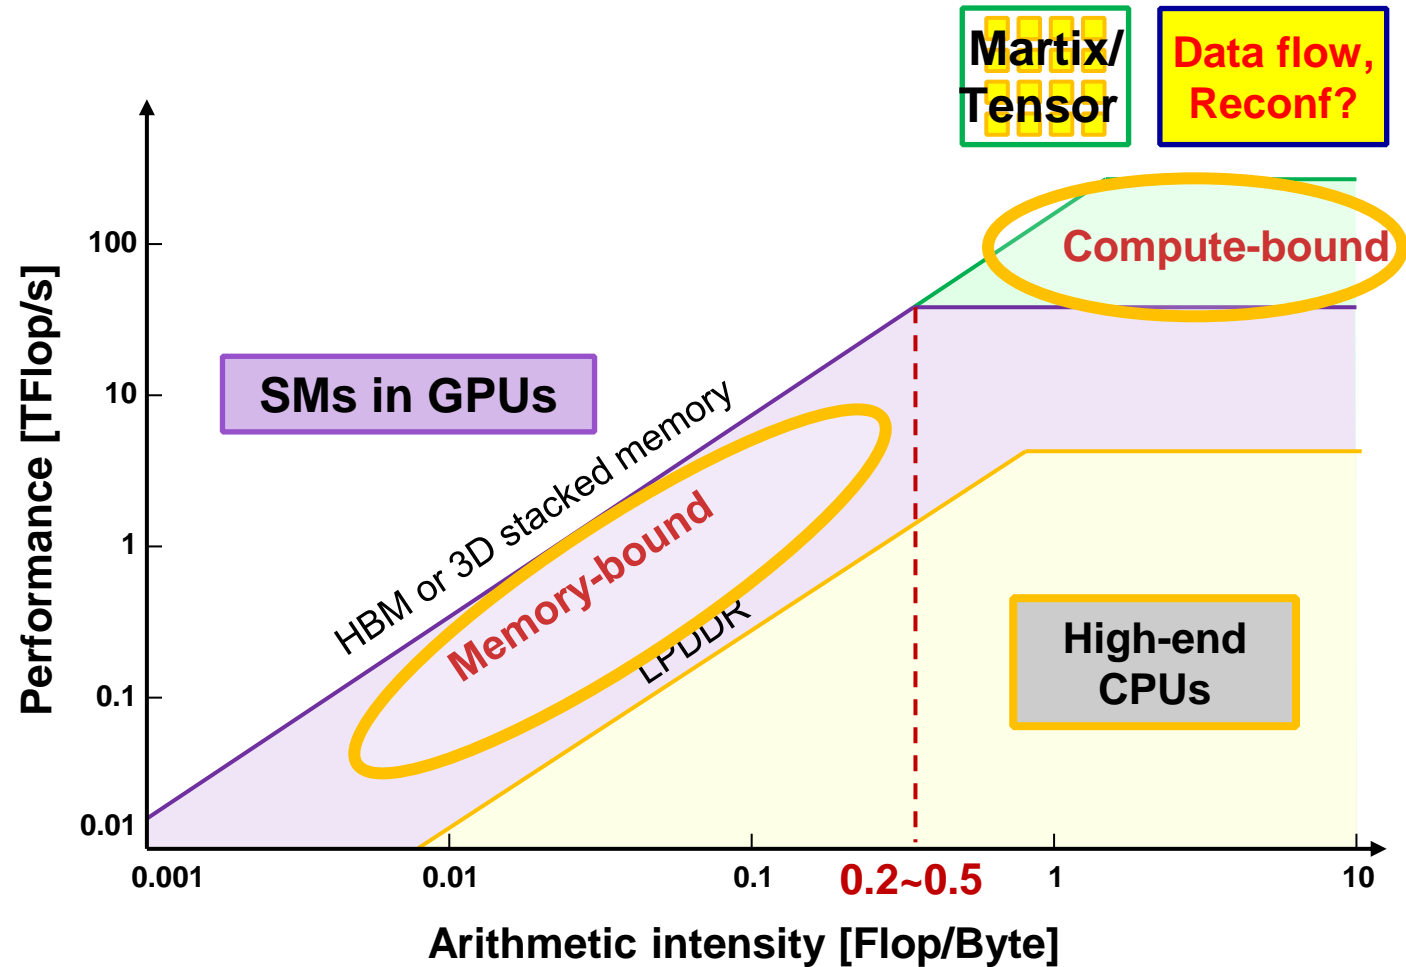 Martix/
Tensor
Data flow,
Reconf?
Performance [TFlop/s]
100
10
1
0.1
0.01
SMs in GPUs
HBM or 3D stacked memory
Memory-bound
LPDDR
Compute-bound
High-end
CPUs
0.001
0.01
0.1
0.2~0.5
1
10
Arithmetic intensity [Flop/Byte]